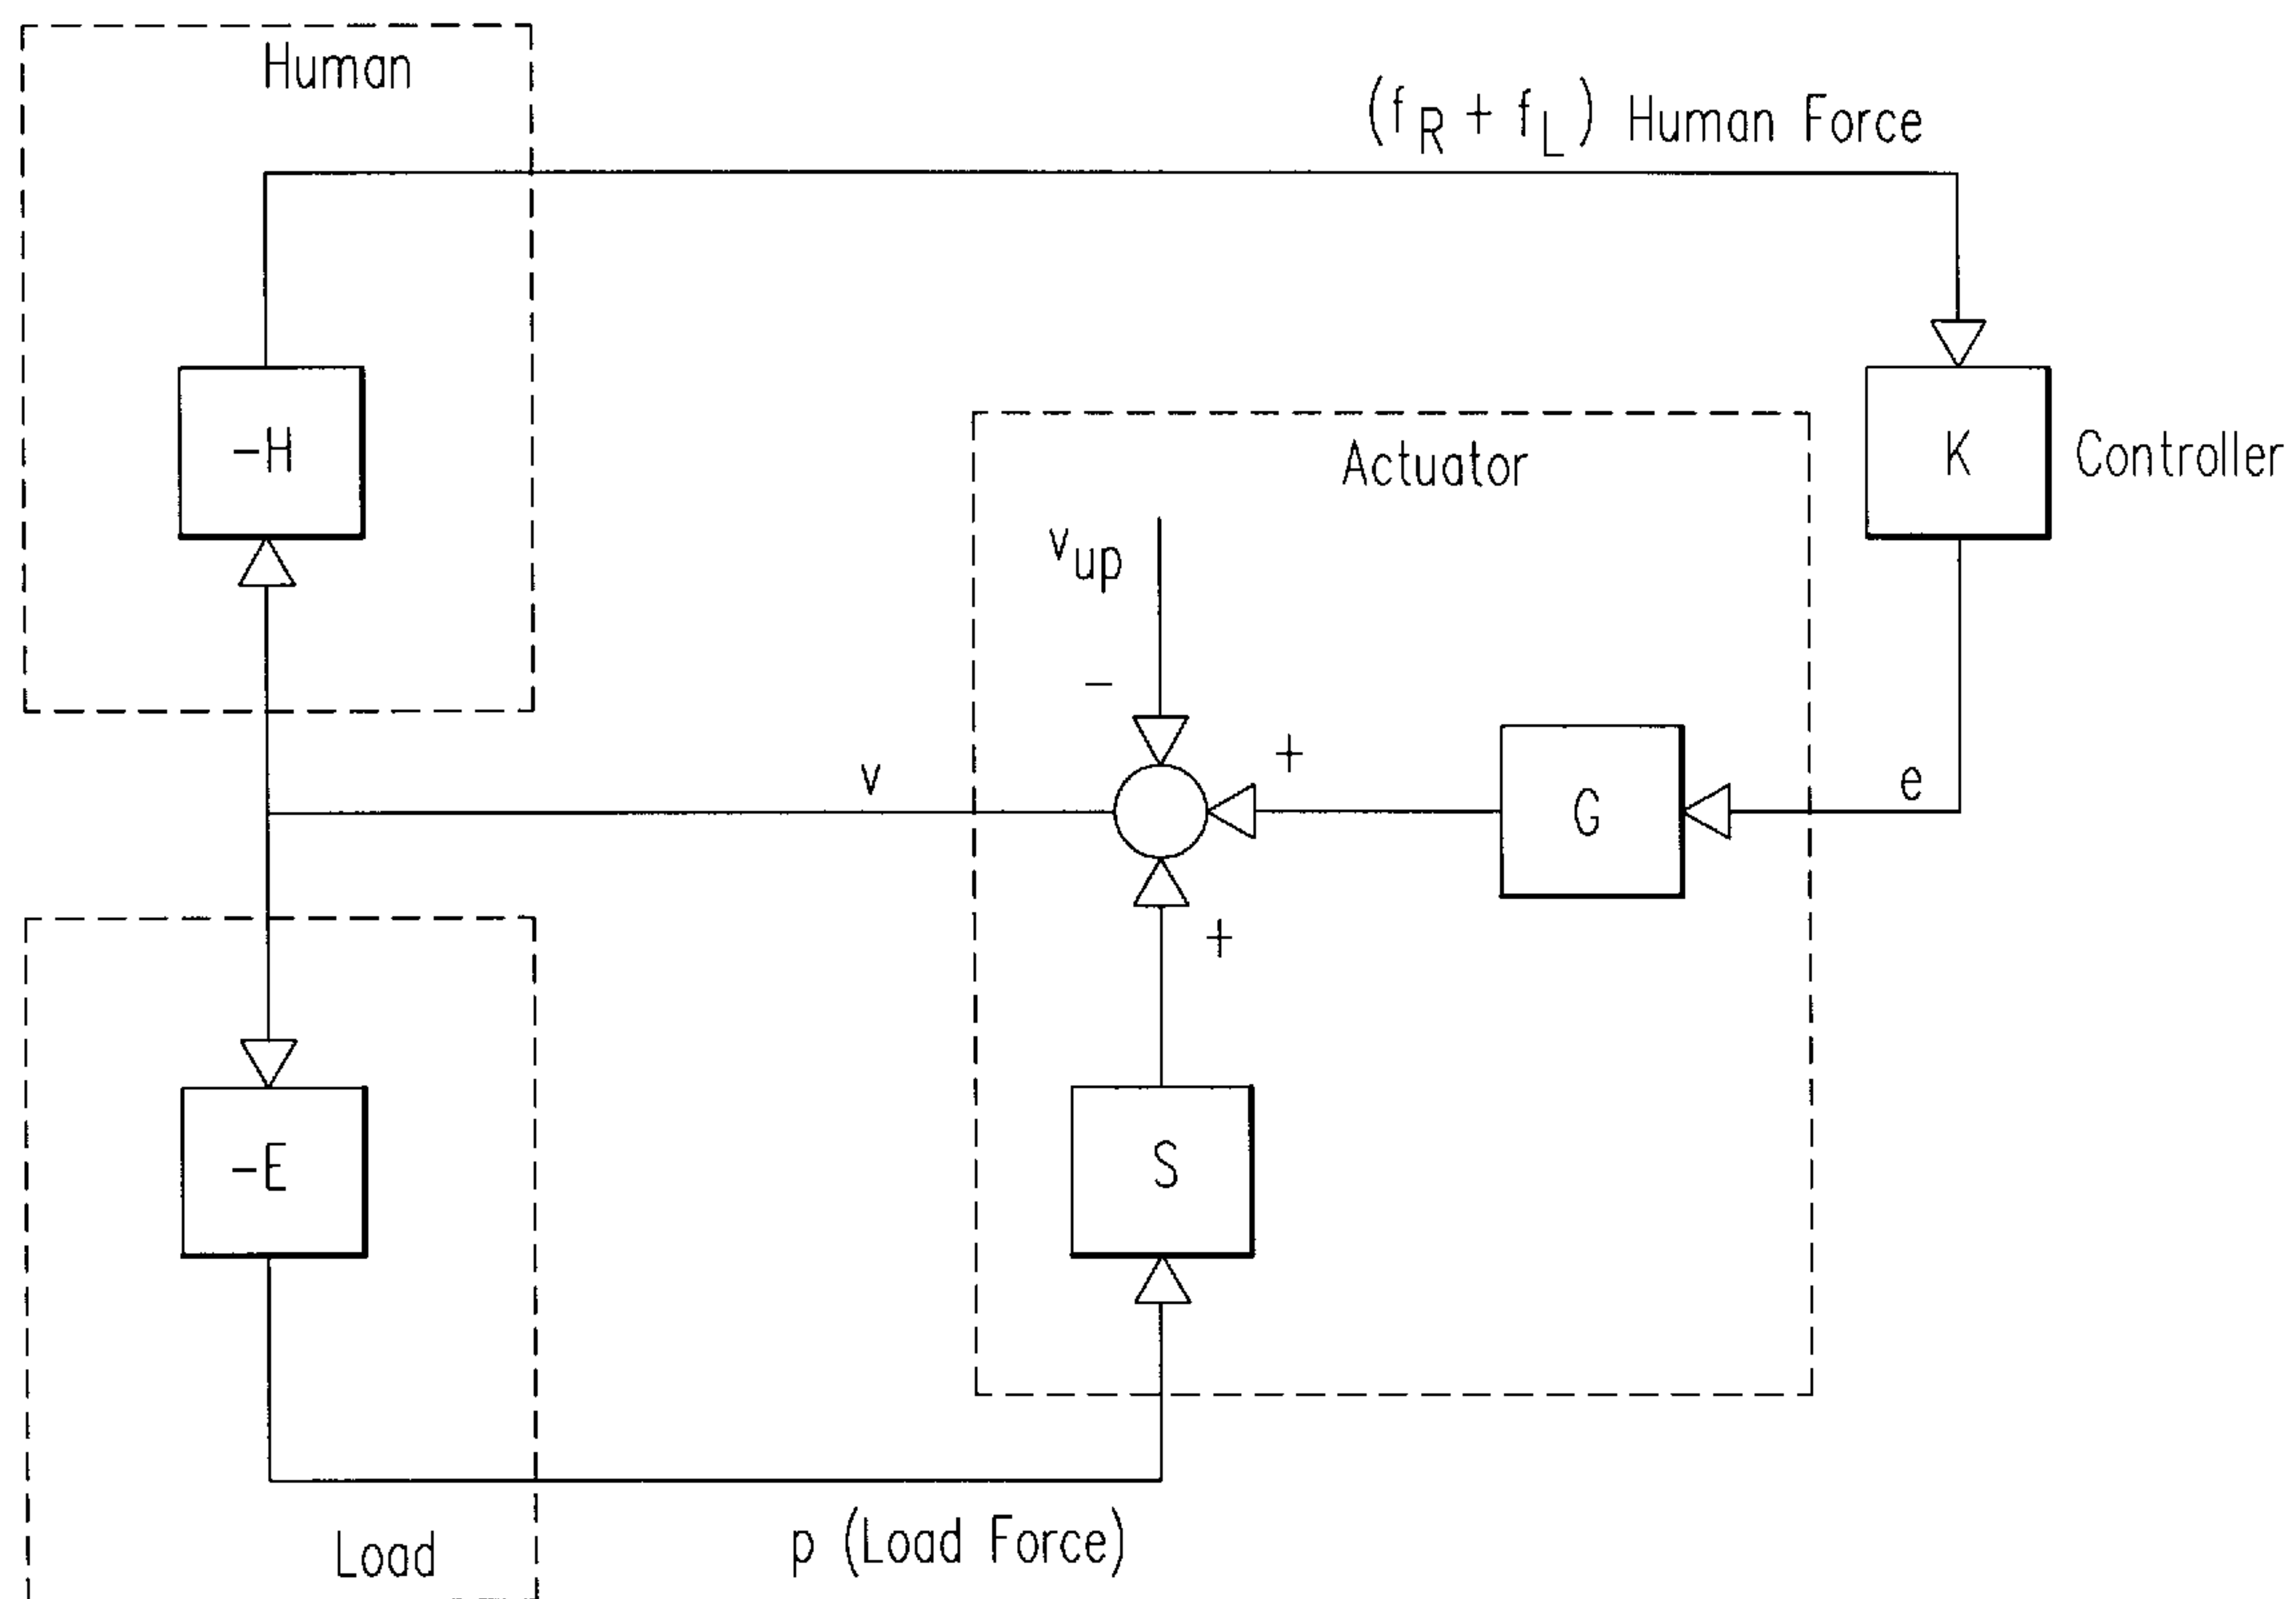 Human
(fR + fL) Human Force
-H
K
Controller
Actuator
vup
-
+
v
G
e
+
-E
S
Load
p (Load Force)